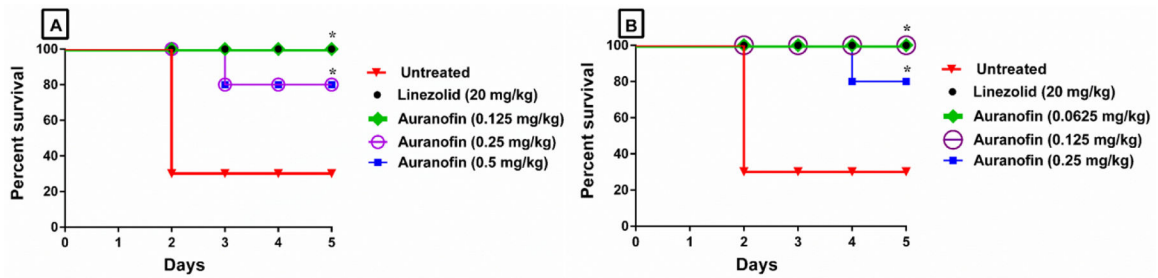 A
Percent survival
100
80
60
40
20
0
0 1 2 3 4 5
Days
*
*
Untreated
Linezolid (20 mg/kg)
Auranofin (0.125 mg/kg)
Auranofin (0.25 mg/kg)
Auranofin (0.5 mg/kg)
B
Percent survival
100
80
60
40
20
0
0 1 2 3 4 5
Days
*
*
Untreated
Linezolid (20 mg/kg)
Auranofin (0.0625 mg/kg)
Auranofin (0.125 mg/kg)
Auranofin (0.25 mg/kg)